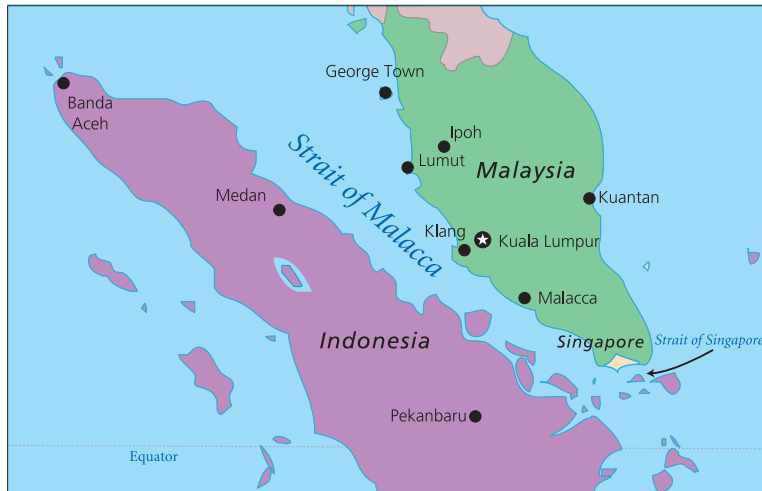 George Town
Banda
Aceh
Ipoh
Lumut
Strait of Malacca
Malaysia
Medan
Kuantan
Klang
Kuala Lumpur
Malacca
Indonesia
Singapore
Strait of Singapore
Pekanbaru
Equator